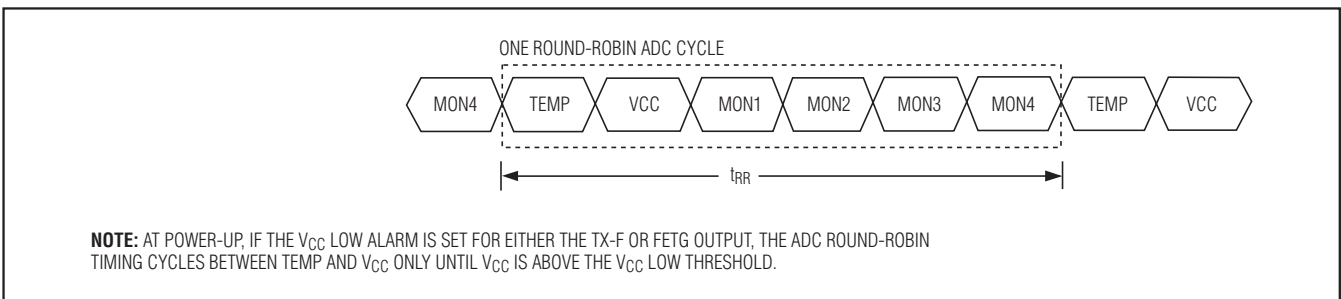 ONE ROUND-ROBIN ADC CYCLE
MON4 TEMP VCC MON1 MON2 MON3 MON4 TEMP VCC
tRR
NOTE: AT POWER-UP, IF THE VCC LOW ALARM IS SET FOR EITHER THE TX-F OR FETG OUTPUT, THE ADC ROUND-ROBIN
TIMING CYCLES BETWEEN TEMP AND VCC ONLY UNTIL VCC IS ABOVE THE VCC LOW THRESHOLD.